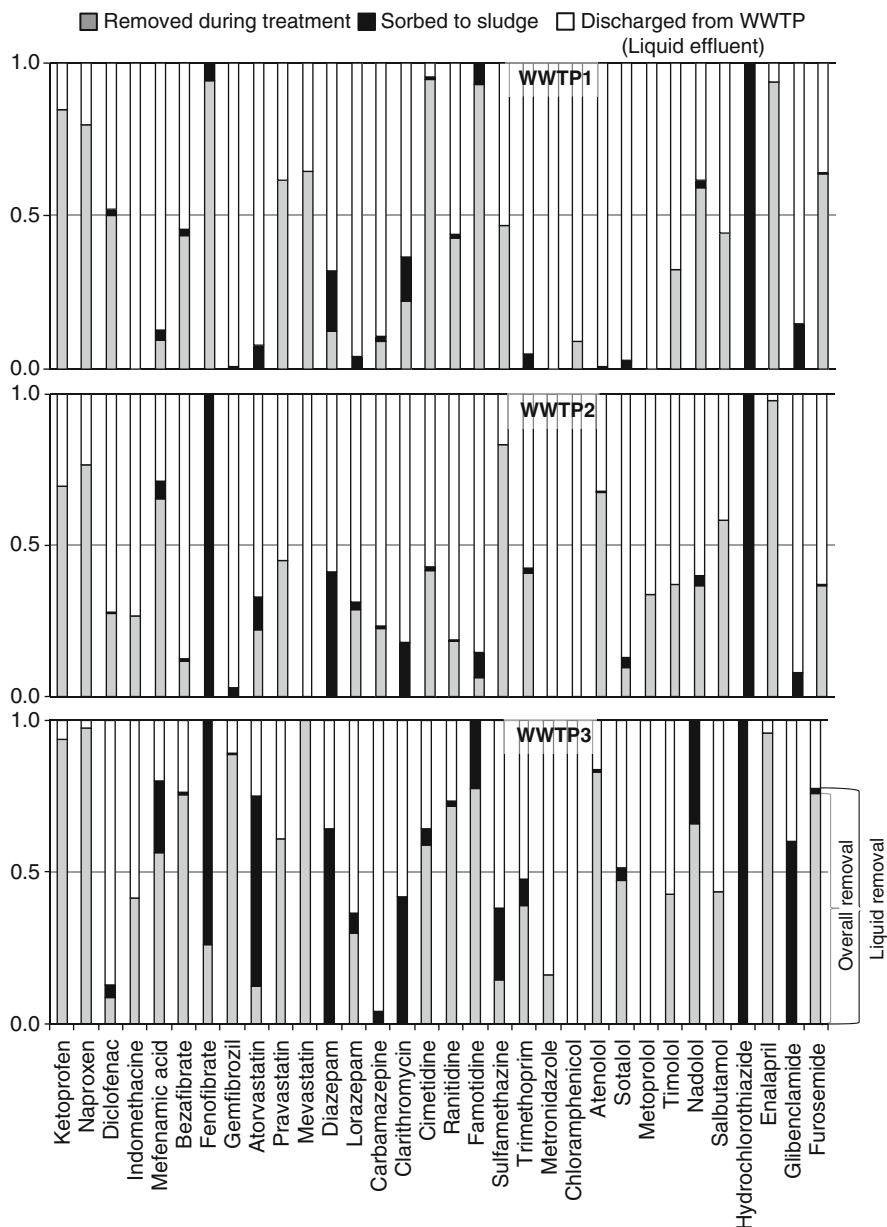 Removed during treatment Sorbed to sludge Discharged from WWTP
(Liquid effluent)
1.0
WWTP1
0.5
0.0
1.0
WWTP2
0.5
0.0
1.0
WWTP3
0.5
0.0
Overall removal
Liquid removal
Ketoprofen
Naproxen
Diclofenac
Indomethacine
Mefenamic acid
Bezafibrate
Fenofibrate
Gemfibrozil
Atorvastatin
Pravastatin
Mevastatin
Diazepam
Lorazepam
Carbamazepine
Clarithromycin
Cimetidine
Ranitidine
Famotidine
Sulfamethazine
Trimethoprim
Metronidazole
Chloramphenicol
Atenolol
Sotalol
Metoprolol
Timolol
Nadolol
Salbutamol
Hydrochlorothiazide
Enalapril
Glibenclamide
Furosemide